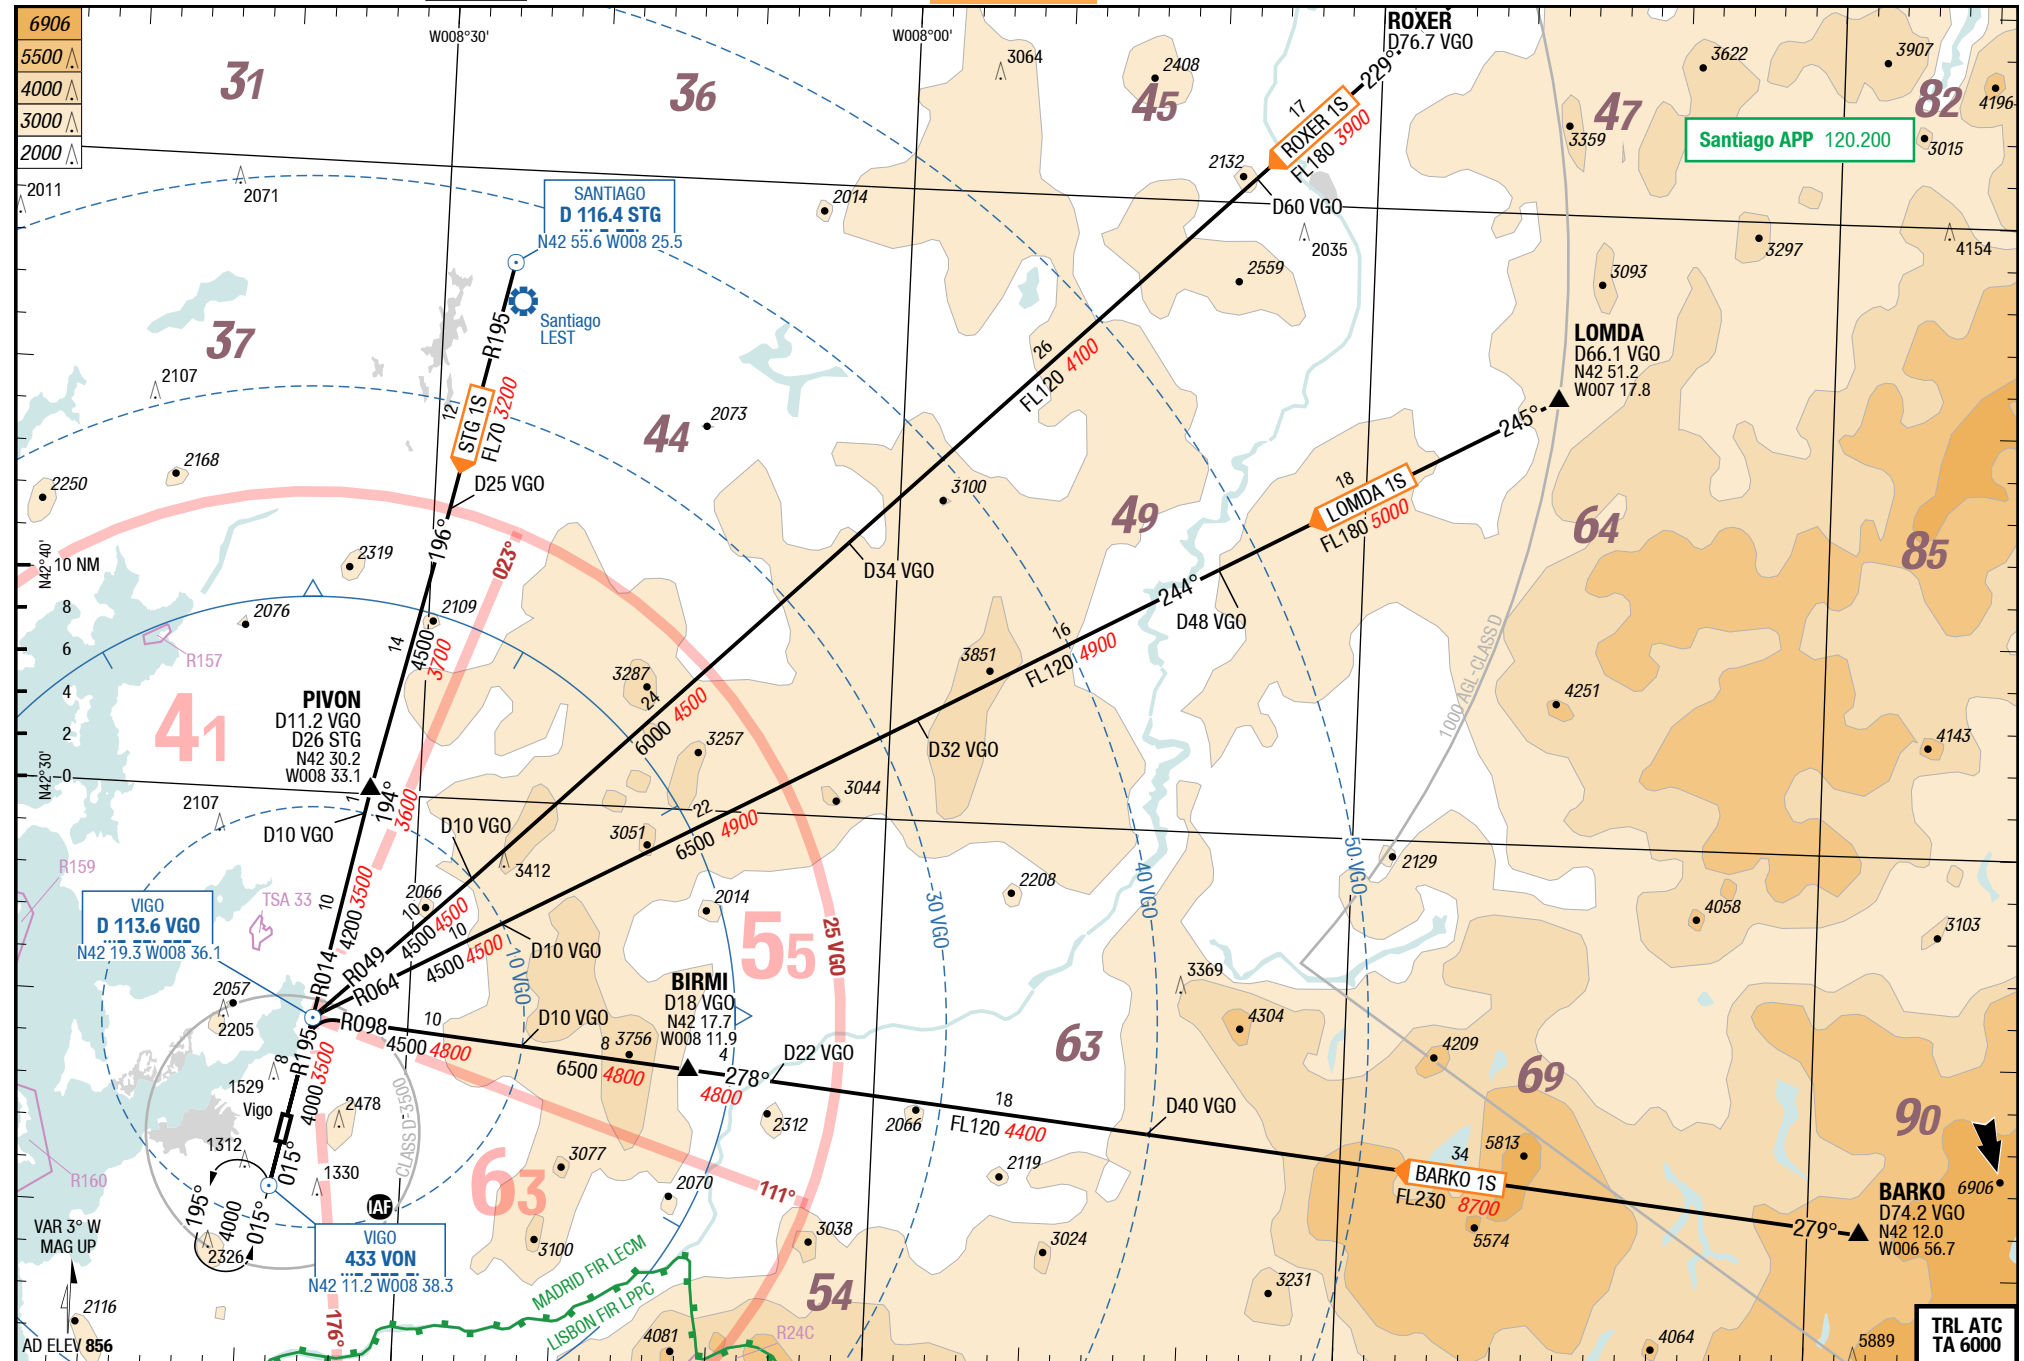 6906
5500
4000
3000
2000
2011
31
2071
W008°30'
36
SANTIAGO
D 116.4 STG
N42 55.6 W008 25.5
Santiago
LEST
W008°00'
3064
2408
45
2014
2132
2559
2035
ROXER
D76.7 VGO
229°
17
ROXER 1S
FL180 3900
D60 VGO
3622
3907
82
4196
47
3359
Santiago APP 120.200
3015
3297
4154
3093
37
2107
2168
2250
R195
12
STG 1S
FL70 3200
D25 VGO
196°
44
2073
26
FL120 4100
3100
D34 VGO
49
LOMDA
D66.1 VGO
N42 51.2
W007 17.8
245°
18
LOMDA 1S
FL180 5000
64
85
244°
D48 VGO
16
FL120 4900
3851
D32 VGO
1000 AGL-CLASS D
4251
4143
N42°40'
10 NM
8
6
4
2
0
N42°30'
2319
2076
2109
023°
R157
14
4500
3700
41
PIVON
D11.2 VGO
D26 STG
N42 30.2
W008 33.1
1
194°
3600
2107
D10 VGO
3287
24
6000 4500
3257
3044
22
6500 4900
3051
D10 VGO
3412
2066
2014
2208
2129
R159
TSA 33
VIGO
D 113.6 VGO
N42 19.3 W008 36.1
10
4200 3500
R014
R049
10
4500 4500
R064
10
4500 4500
D10 VGO
10 VGO
55
25 VGO
30 VGO
40 VGO
50 VGO
3369
4058
3103
2057
2205
R098
10
4500 4800
D10 VGO
8
3756
6500 4800
BIRMI
D18 VGO
N42 17.7
W008 11.9
4
4800
278°
D22 VGO
63
4304
4209
69
90
R195
8
4000 3500
1529
Vigo
2478
CLASS D-3500
1312
015°
1330
IAF
2312
2066
18
FL120 4400
D40 VGO
2119
34
5813
BARKO 1S
FL230 8700
5574
279°
6906
BARKO
D74.2 VGO
N42 12.0
W006 56.7
R160
195°
4000
015°
2326
VIGO
433 VON
N42 11.2 W008 38.3
63
3077
2070
3100
111°
3038
3024
3231
54
VAR 3° W
MAG UP
2116
AD ELEV 856
176°
MADRID FIR LECM
LISBON FIR LPPC
4081
R24C
4064
5889
TRL ATC
TA 6000